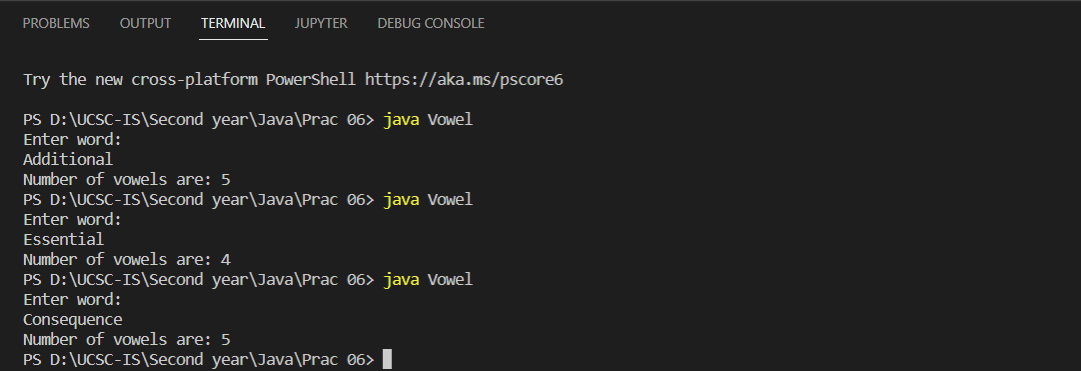 PROBLEMS OUTPUT TERMINAL JUPYTER DEBUG CONSOLE
Try the new cross-platform PowerShell https://aka.ms/pscore6
PS D:\UCSC-IS\Second year\Java\Prac 06> java Vowel
Enter word:
Additional
Number of vowels are: 5
PS D:\UCSC-IS\Second year\Java\Prac 06> java Vowel
Enter word:
Essential
Number of vowels are: 4
PS D:\UCSC-IS\Second year\Java\Prac 06> java Vowel
Enter word:
Consequence
Number of vowels are: 5
PS D:\UCSC-IS\Second year\Java\Prac 06>